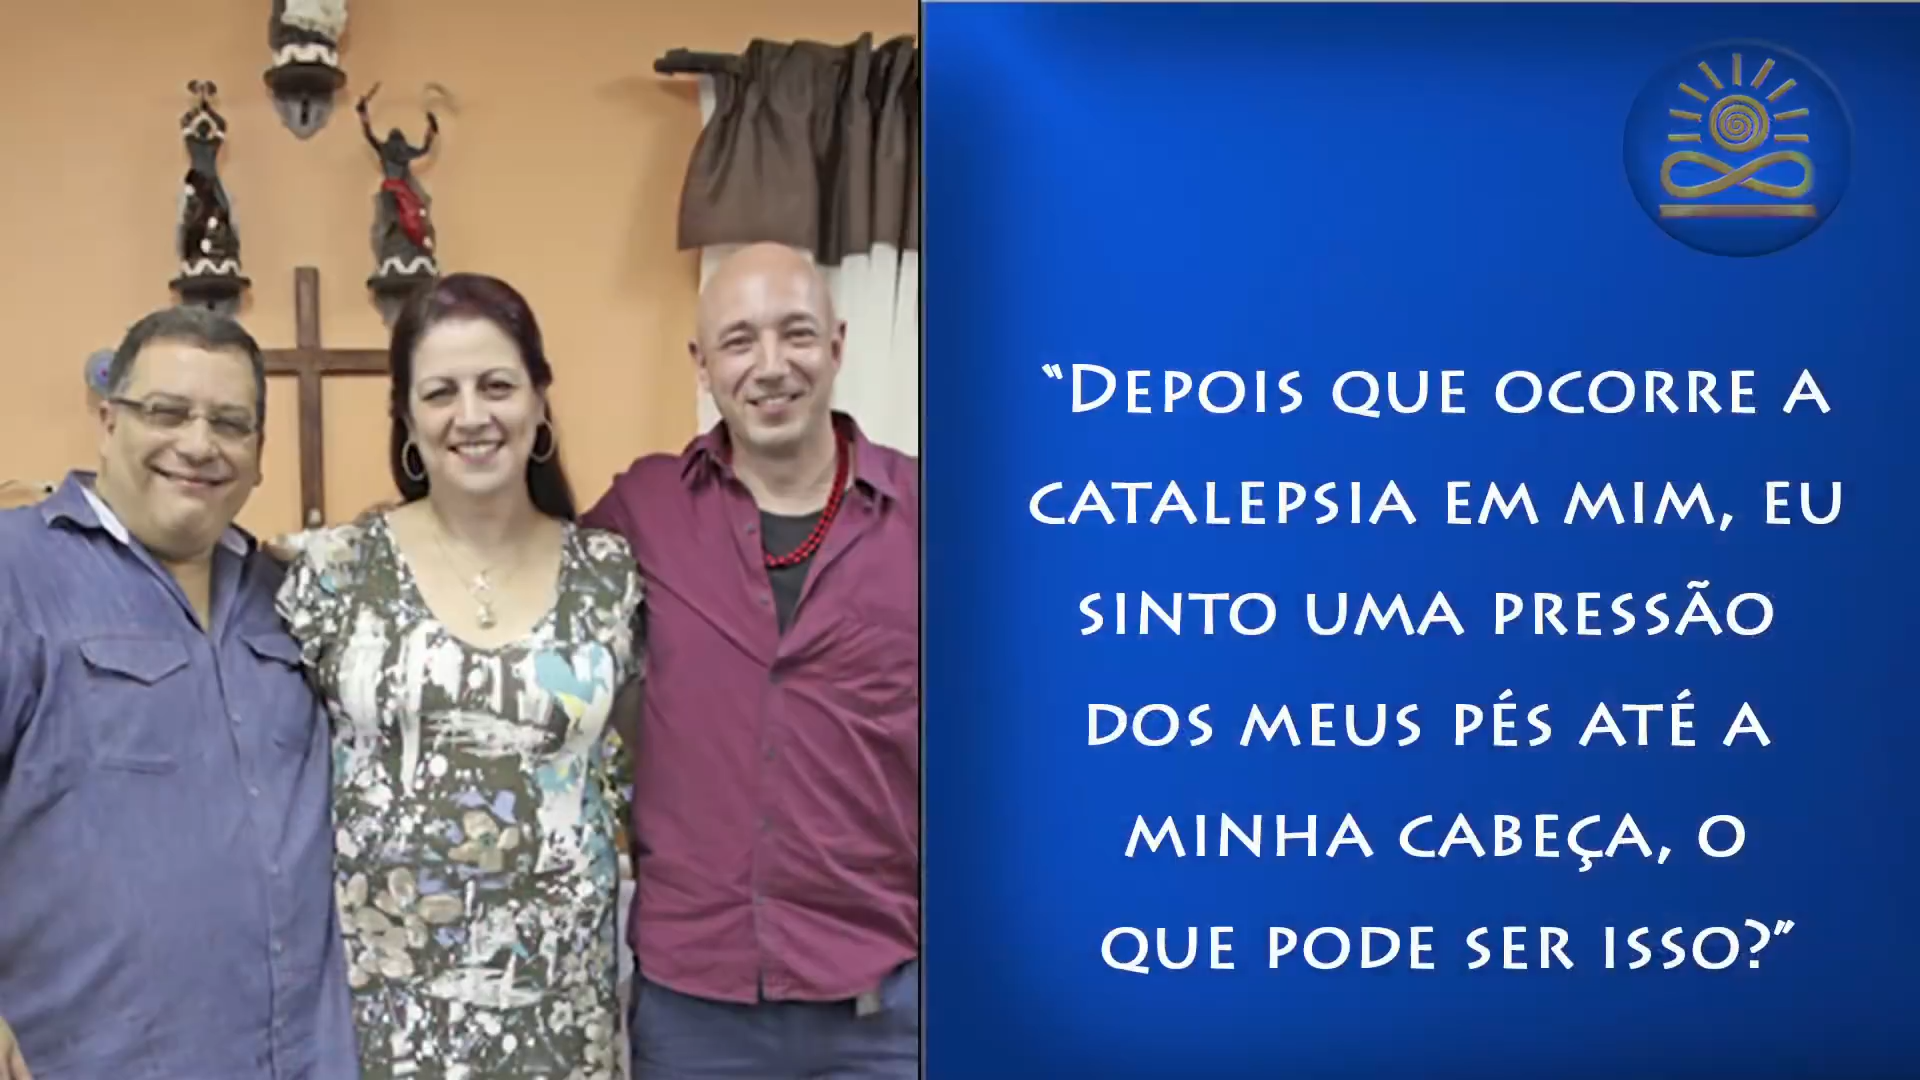 “DEPOIS QUE OCORRE A
CATALEPSIA EM MIM, EU
SINTO UMA PRESSÃO
DOS MEUS PÉS ATÉ A
MINHA CABEÇA, O
QUE PODE SER ISSO?”